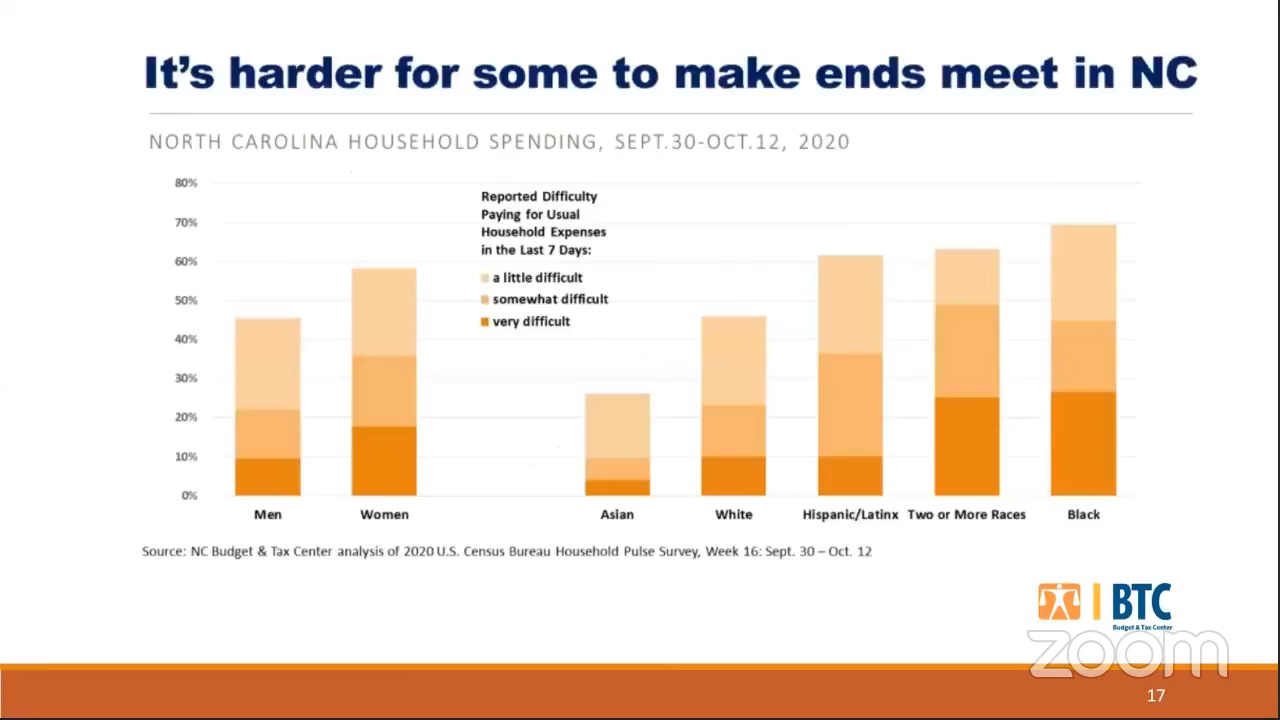 It's harder for some to make ends meet in NC
NORTH CAROLINA HOUSEHOLD SPENDING, SEPT.30-OCT.12, 2020
80%
70%
60%
50%
40%
30%
20%
10%
0%
Reported Difficulty
Paying for Usual
Household Expenses
in the Last 7 Days:
a little difficult
somewhat difficult
very difficult
Men Women Asian White Hispanic/Latinx Two or More Races Black
Source: NC Budget & Tax Center analysis of 2020 U.S. Census Bureau Household Pulse Survey, Week 16: Sept. 30 – Oct. 12
BTC
Budget & Tax Center
zoom
17